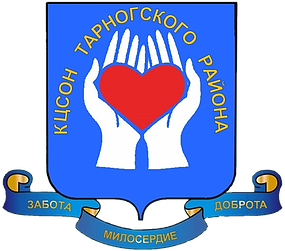 КЦСОН ТАРНОГСКОГО РАЙОНА
ЗАБОТА
МИЛОСЕРДИЕ
ДОБРОТА